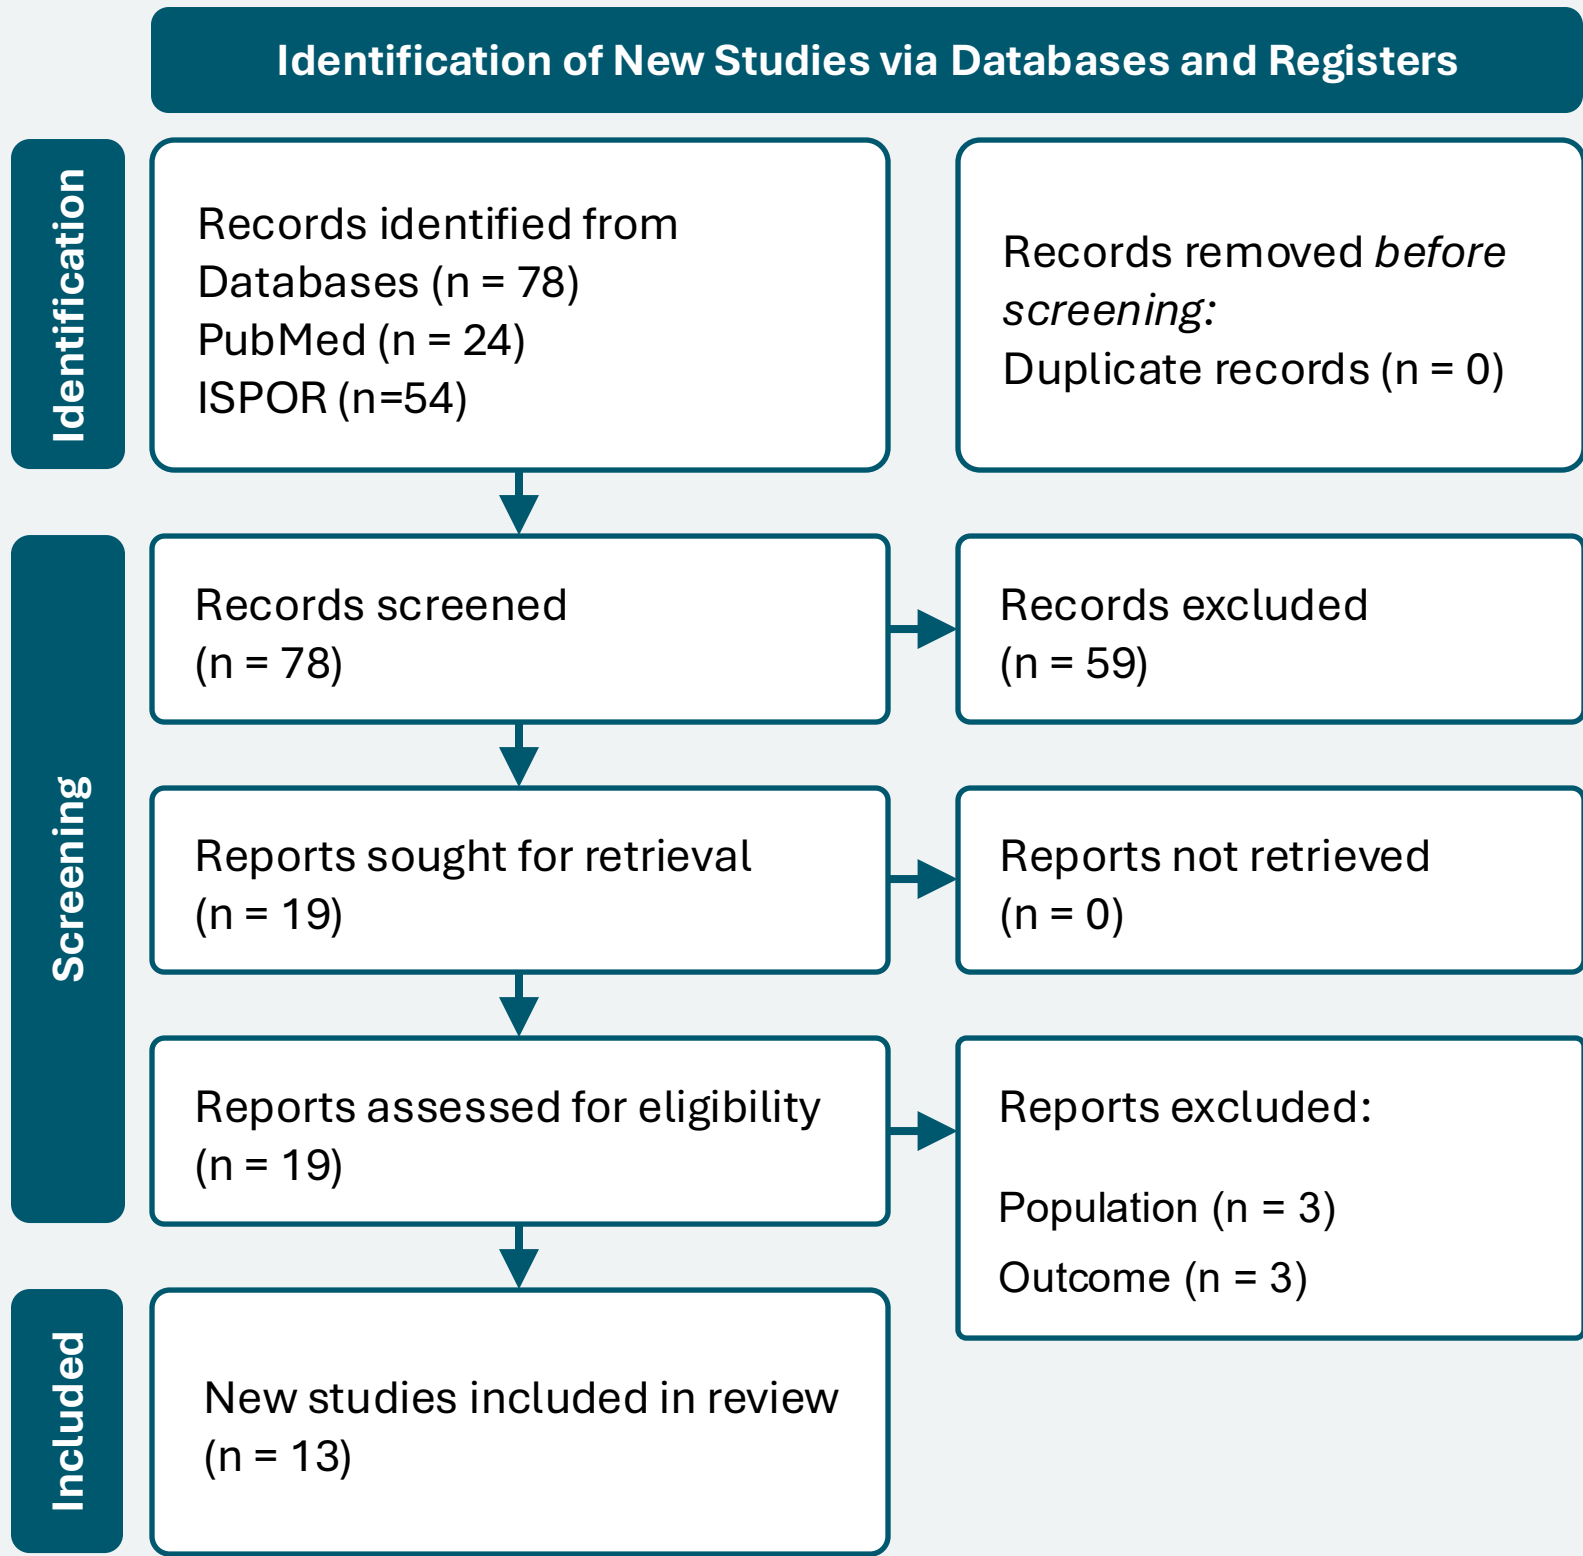 Identification of New Studies via Databases and Registers
Identification
Records identified from
Databases (n = 78)
PubMed (n = 24)
ISPOR (n=54)
Records removed before
screening:
Duplicate records (n = 0)
Screening
Records screened
(n = 78)
Records excluded
(n = 59)
Reports sought for retrieval
(n = 19)
Reports not retrieved
(n = 0)
Reports assessed for eligibility
(n = 19)
Reports excluded:
Population (n = 3)
Outcome (n = 3)
Included
New studies included in review
(n = 13)